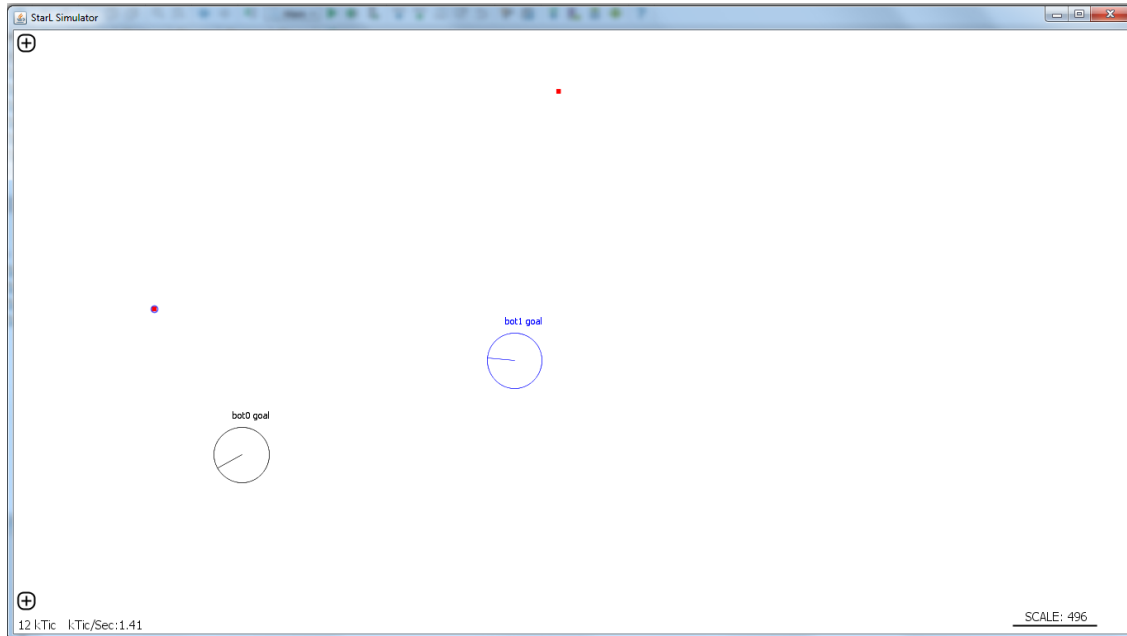 StarL Simulator
bot1 goal
bot0 goal
12 kTic kTic/Sec:1.41
SCALE: 496